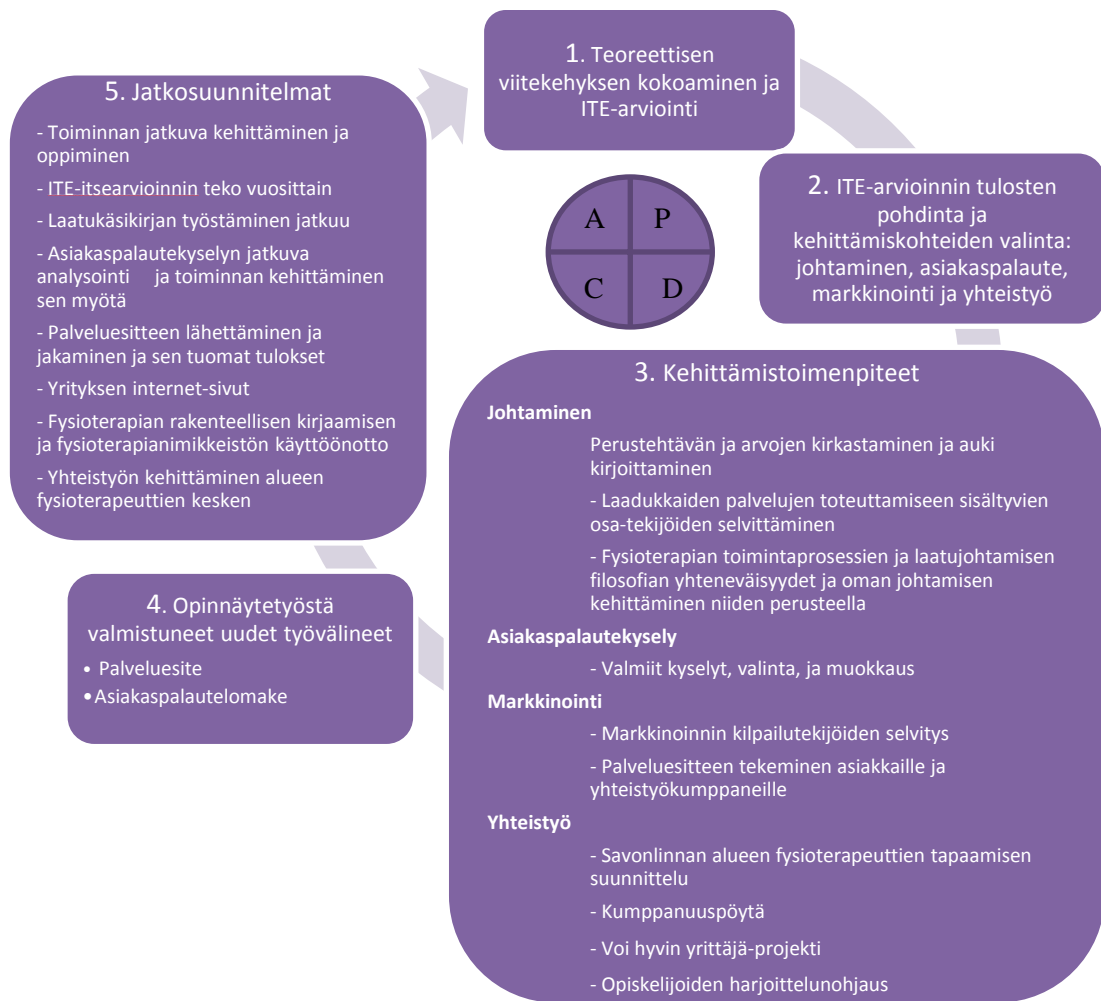 1. Teoreettisen
viitekehyksen kokoaminen ja
ITE-arviointi
2. ITE-arvioinnin tulosten
pohdinta ja
kehittämiskohteiden valinta:
johtaminen, asiakaspalaute,
markkinointi ja yhteistyö
3. Kehittämistoimenpiteet
Johtaminen
Perustehtävän ja arvojen kirkastaminen ja auki
kirjoittaminen
- Laadukkaiden palvelujen toteuttamiseen sisältyvien
osa-tekijöiden selvittäminen
- Fysioterapian toimintaprosessien ja laatujohtamisen
filosofian yhteneväisyydet ja oman johtamisen
kehittäminen niiden perusteella
Asiakaspalautekysely
- Valmiit kyselyt, valinta, ja muokkaus
Markkinointi
- Markkinoinnin kilpailutekijöiden selvitys
- Palveluesitteen tekeminen asiakkaille ja
yhteistyökumppaneille
Yhteistyö
- Savonlinnan alueen fysioterapeuttien tapaamisen
suunnittelu
- Kumppanuuspöytä
- Voi hyvin yrittäjä-projekti
- Opiskelijoiden harjoittelunohjaus
4. Opinnäytetyöstä
valmistuneet uudet työvälineet
• Palveluesite
•Asiakaspalautelomake
5. Jatkosuunnitelmat
- Toiminnan jatkuva kehittäminen ja
oppiminen
- ITE-itsearvioinnin teko vuosittain
- Laatukäsikirjan työstäminen jatkuu
- Asiakaspalautekyselyn jatkuva
analysointi ja toiminnan kehittäminen
sen myötä
- Palveluesitteen lähettäminen ja
jakaminen ja sen tuomat tulokset
- Yrityksen internet-sivut
- Fysioterapian rakenteellisen kirjaamisen
ja fysioterapianimikkeistön käyttöönotto
- Yhteistyön kehittäminen alueen
fysioterapeuttien kesken
A P
C D